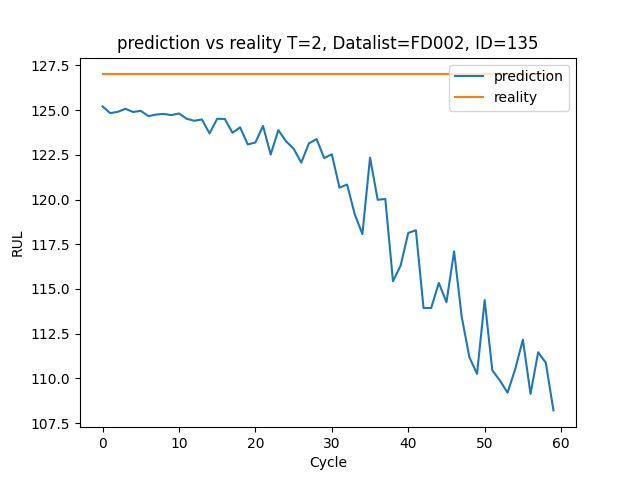 prediction vs reality T=2, Datalist=FD002, ID=135
127.5
125.0
122.5
120.0
117.5
115.0
112.5
110.0
107.5
RUL
prediction
reality
0 10 20 30 40 50 60
Cycle